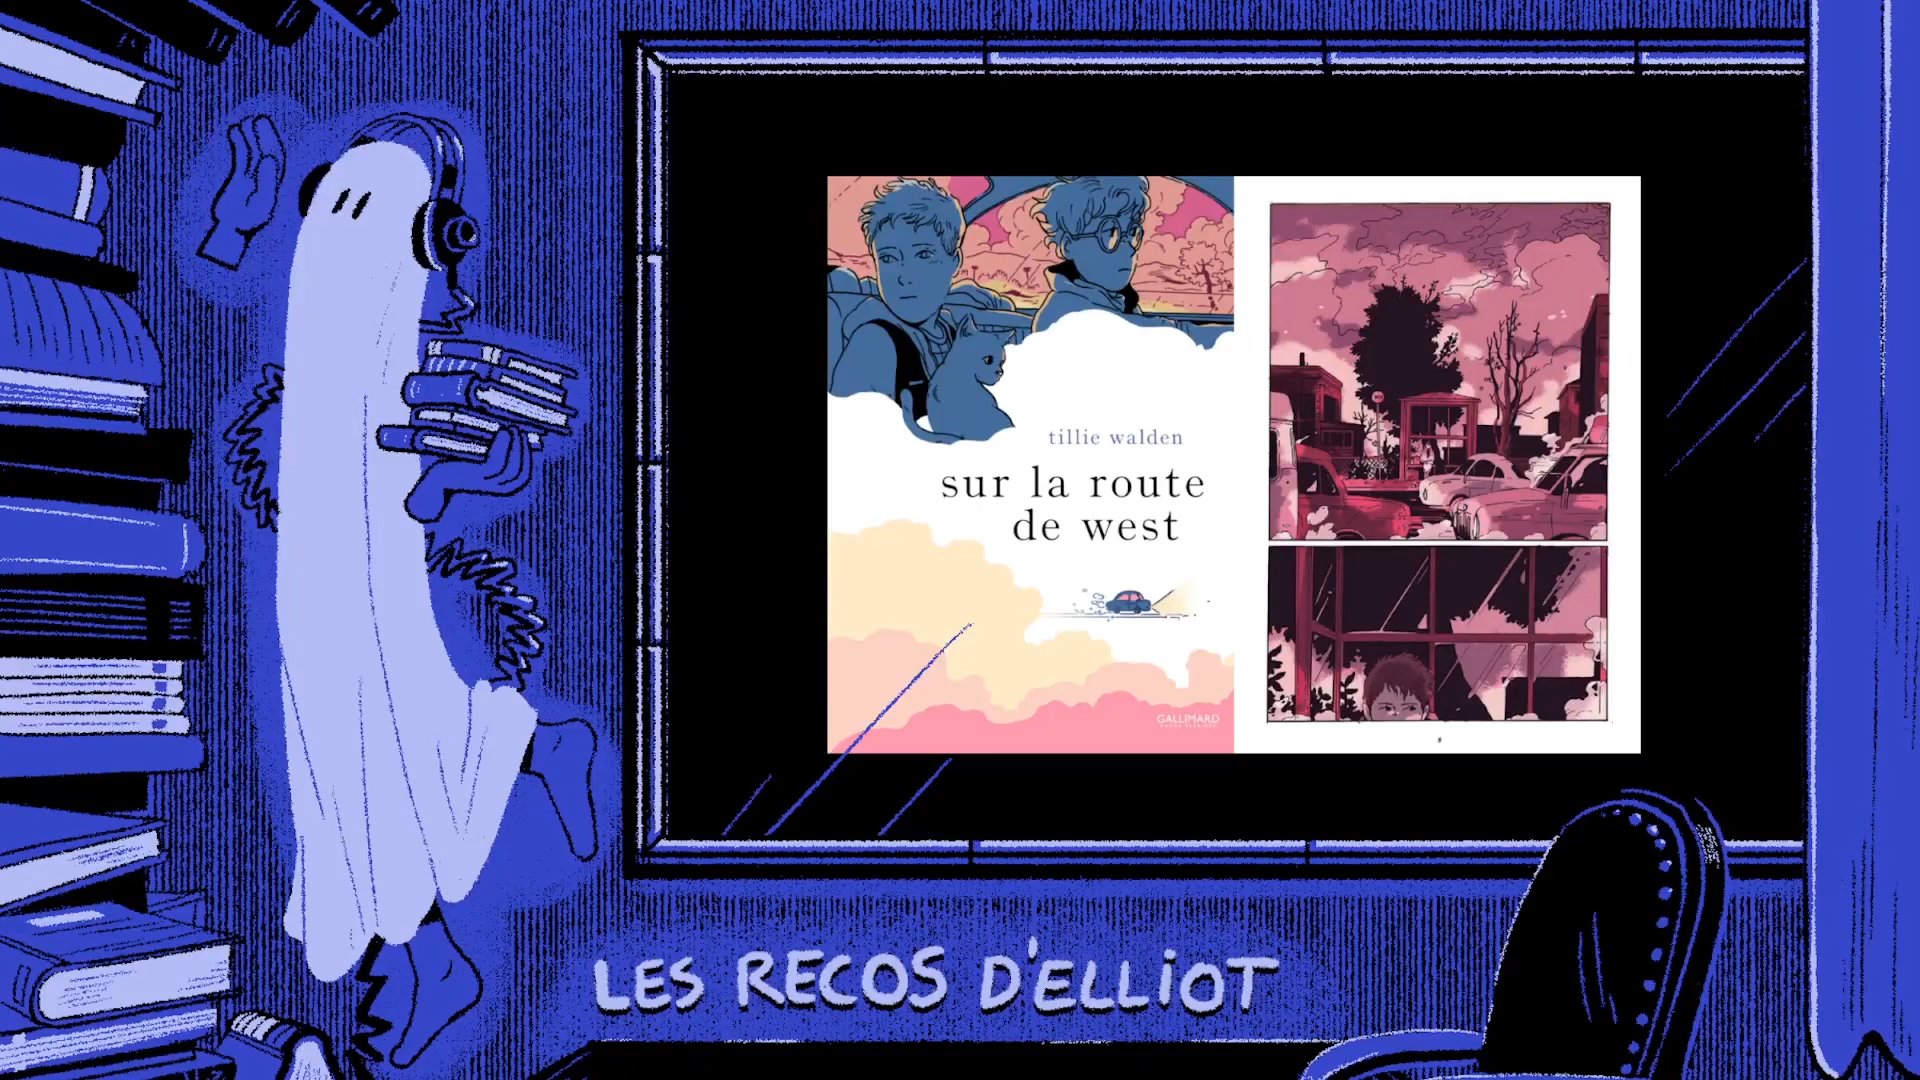 tillie walden
sur la route
de west
GALLIMARD
LES RECOS D'ELLIOT